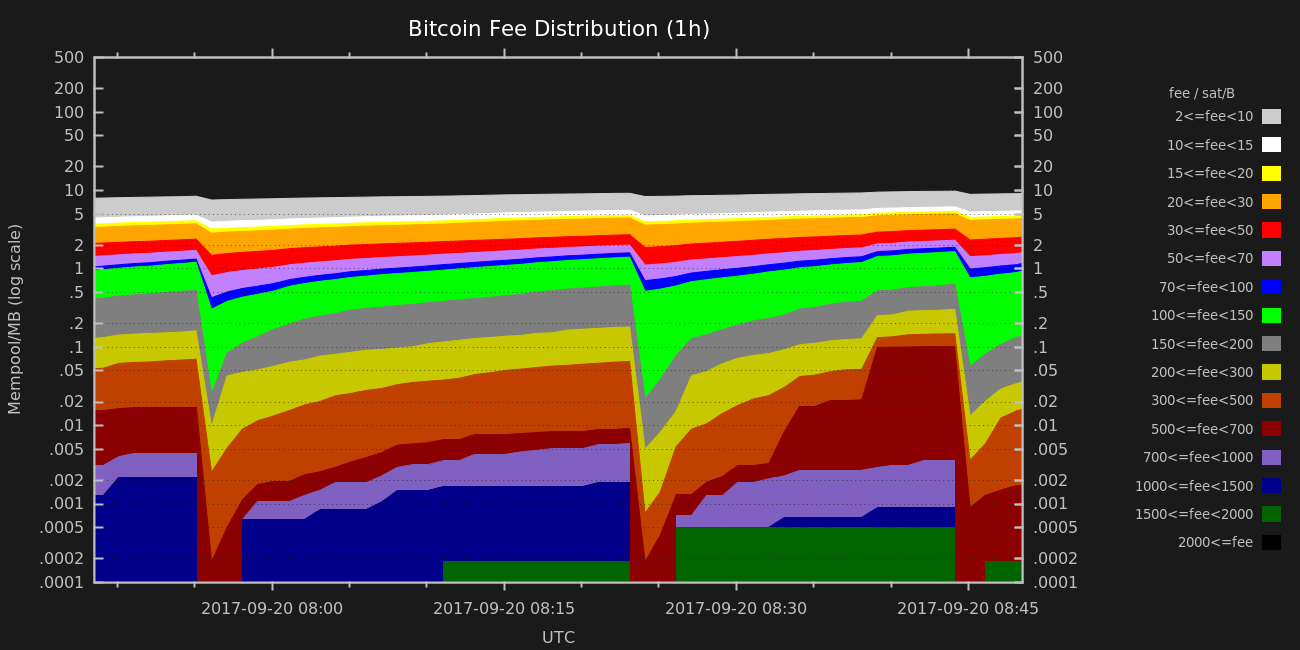 Bitcoin Fee Distribution (1h)
Mempool/MB (log scale)
500
200
100
50
20
10
5
2
1
.5
.2
.1
.05
.02
.01
.005
.002
.001
.0005
.0002
.0001
500
200
100
50
20
10
5
2
1
.5
.2
.1
.05
.02
.01
.005
.002
.001
.0005
.0002
.0001
2017-09-20 08:00
2017-09-20 08:15
2017-09-20 08:30
2017-09-20 08:45
UTC
fee / sat/B
2<=fee<10
10<=fee<15
15<=fee<20
20<=fee<30
30<=fee<50
50<=fee<70
70<=fee<100
100<=fee<150
150<=fee<200
200<=fee<300
300<=fee<500
500<=fee<700
700<=fee<1000
1000<=fee<1500
1500<=fee<2000
2000<=fee